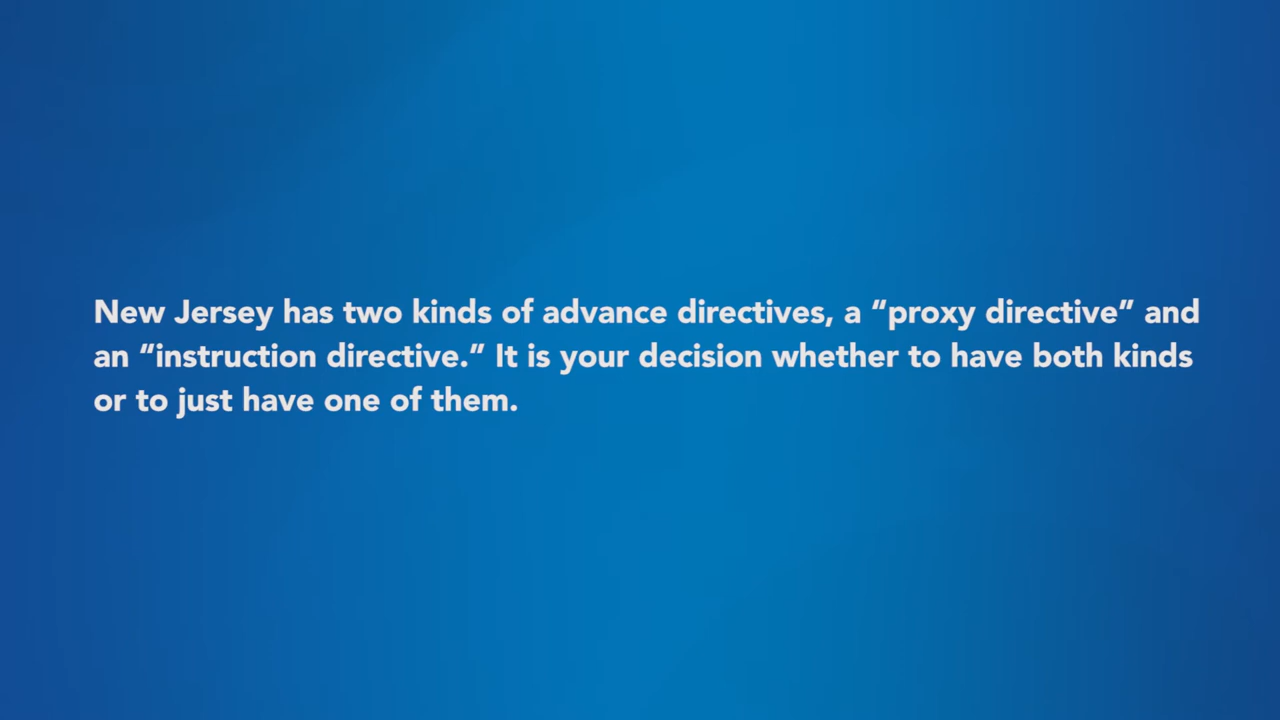 New Jersey has two kinds of advance directives, a “proxy directive” and
an “instruction directive.” It is your decision whether to have both kinds
or to just have one of them.